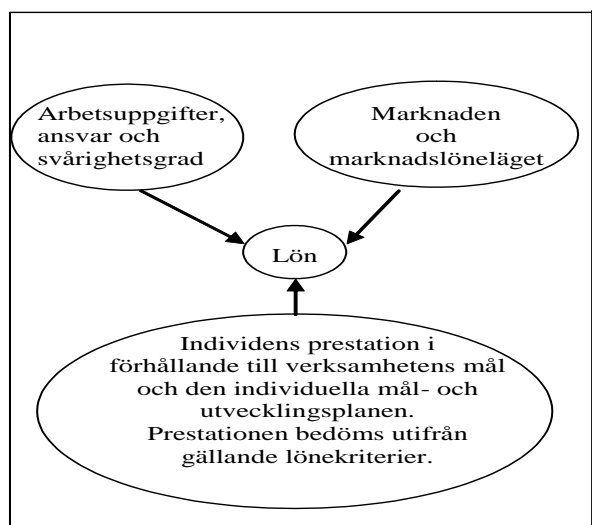 Arbetsuppgifter,
ansvar och
svårighetsgrad
Marknaden
och
marknadslöneläget
Lön
Individens prestation i
förhållande till verksamhetens mål
och den individuella mål- och
utvecklingsplanen.
Prestationen bedöms utifrån
gällande lönekriterier.